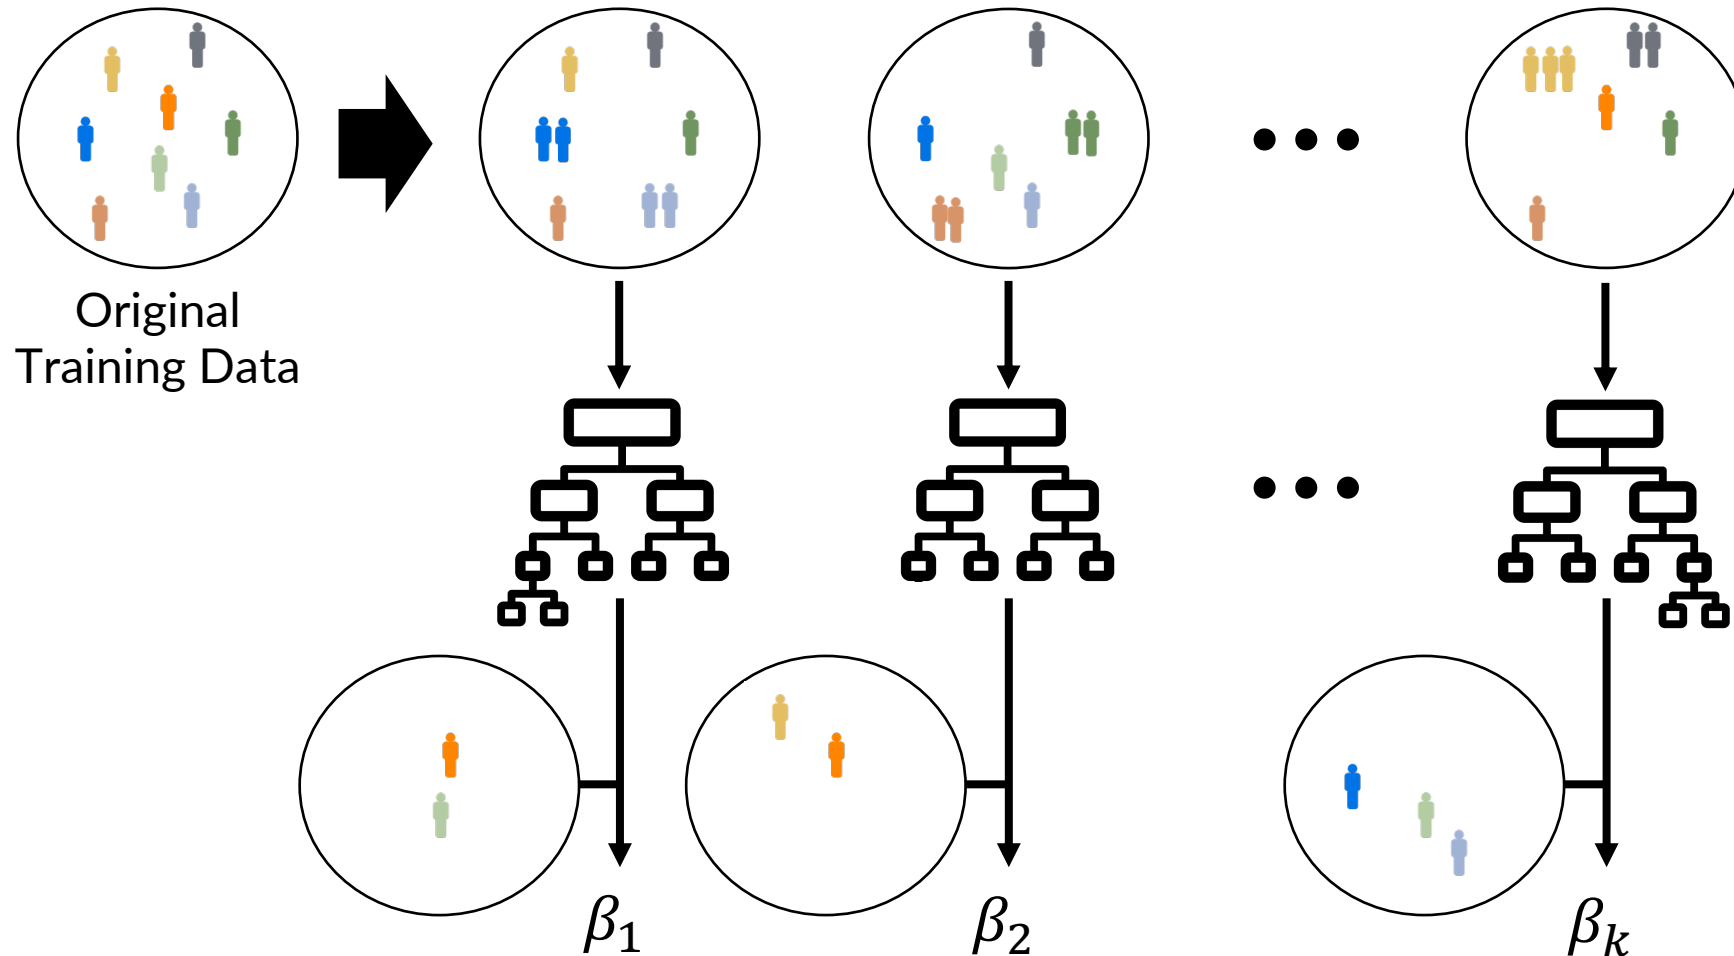 Original
Training Data
β₁
β₂
βₖ